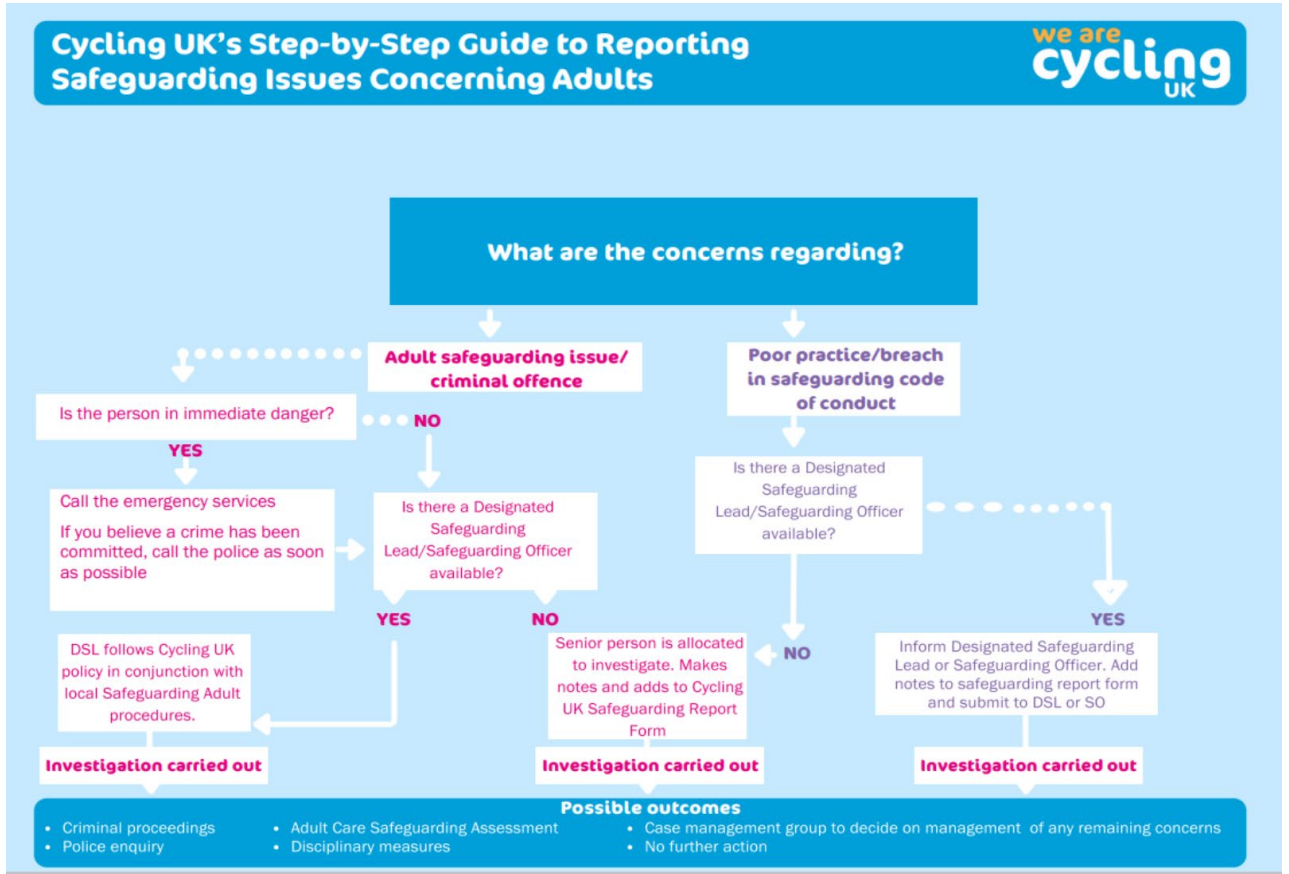 Cycling UK's Step-by-Step Guide to Reporting
Safeguarding Issues Concerning Adults
we are
cycling
UK
What are the concerns regarding?
Adult safeguarding issue/
criminal offence
Poor practice/breach
in safeguarding code
of conduct
Is the person in immediate danger?
NO
YES
Call the emergency services
If you believe a crime has been
committed, call the police as soon
as possible
Is there a Designated
Safeguarding
Lead/Safeguarding Officer
available?
Is there a Designated
Safeguarding
Lead/Safeguarding Officer
available?
YES
NO
YES
NO
DSL follows Cycling UK
policy in conjunction with
local Safeguarding Adult
procedures.
Senior person is allocated
to investigate. Makes
notes and adds to Cycling
UK Safeguarding Report
Form
Inform Designated Safeguarding
Lead or Safeguarding Officer. Add
notes to safeguarding report form
and submit to DSL or SO
Investigation carried out
Investigation carried out
Investigation carried out
Possible outcomes
• Criminal proceedings
• Police enquiry
• Adult Care Safeguarding Assessment
• Disciplinary measures
• Case management group to decide on management of any remaining concerns
• No further action